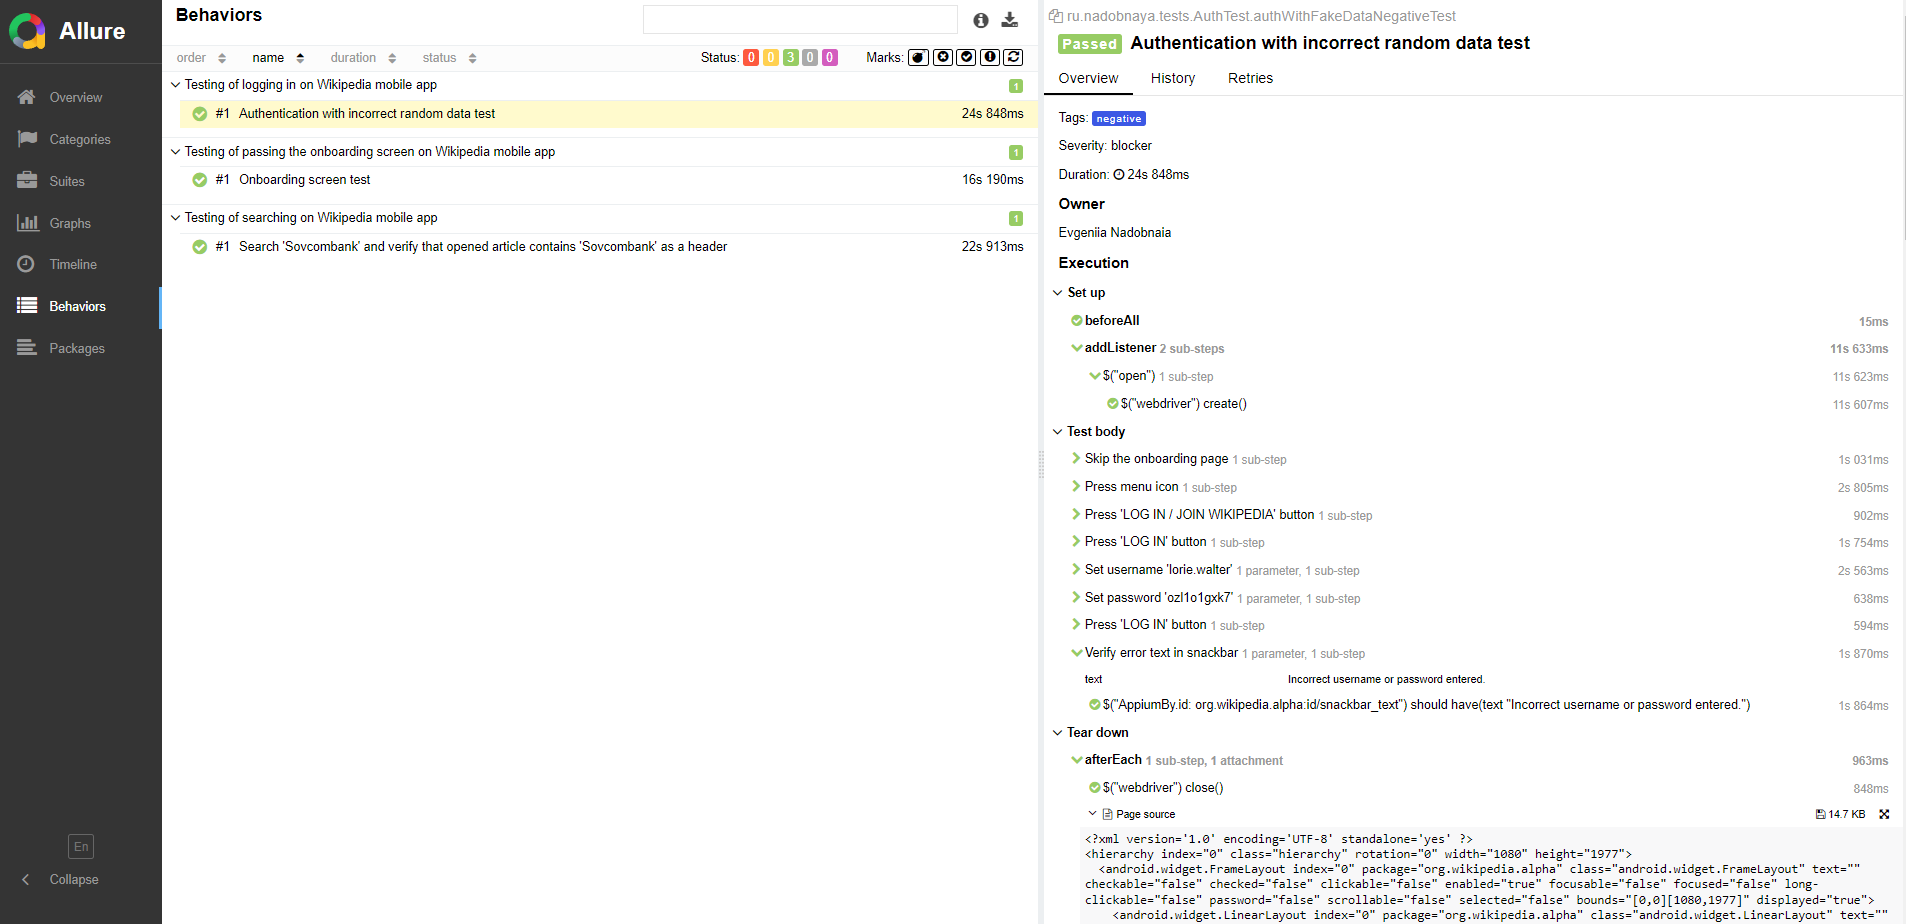 Allure
Overview
Categories
Suites
Graphs
Timeline
Behaviors
Packages
En
Collapse
Behaviors
order name duration status Status: 0 0 3 0 0 Marks:
Testing of logging in on Wikipedia mobile app 1
#1 Authentication with incorrect random data test 24s 848ms
Testing of passing the onboarding screen on Wikipedia mobile app 1
#1 Onboarding screen test 16s 190ms
Testing of searching on Wikipedia mobile app 1
#1 Search 'Sovcombank' and verify that opened article contains 'Sovcombank' as a header 22s 913ms
ru.nadobnaya.tests.AuthTest.authWithFakeDataNegativeTest
Passed Authentication with incorrect random data test
Overview History Retries
Tags: negative
Severity: blocker
Duration: 24s 848ms
Owner
Evgeniia Nadobnaia
Execution
Set up
beforeAll 15ms
addListener 2 sub-steps 11s 633ms
$("open") 1 sub-step 11s 623ms
$("webdriver") create() 11s 607ms
Test body
Skip the onboarding page 1 sub-step 1s 031ms
Press menu icon 1 sub-step 2s 805ms
Press 'LOG IN / JOIN WIKIPEDIA' button 1 sub-step 902ms
Press 'LOG IN' button 1 sub-step 1s 754ms
Set username 'lorie.walter' 1 parameter, 1 sub-step 2s 563ms
Set password 'ozl1o1gxk7' 1 parameter, 1 sub-step 638ms
Press 'LOG IN' button 1 sub-step 594ms
Verify error text in snackbar 1 parameter, 1 sub-step 1s 870ms
text Incorrect username or password entered.
$("AppiumBy.id: org.wikipedia.alpha:id/snackbar_text") should have(text "Incorrect username or password entered.") 1s 864ms
Tear down
afterEach 1 sub-step, 1 attachment 963ms
$("webdriver") close() 848ms
Page source 14.7 KB
<?xml version='1.0' encoding='UTF-8' standalone='yes' ?>
<hierarchy index="0" class="hierarchy" rotation="0" width="1080" height="1977">
<android.widget.FrameLayout index="0" package="org.wikipedia.alpha" class="android.widget.FrameLayout" text=""
checkable="false" checked="false" clickable="false" enabled="true" focusable="false" focused="false" long-
clickable="false" password="false" scrollable="false" selected="false" bounds="[0,0][1080,1977]" displayed="true">
<android.widget.LinearLayout index="0" package="org.wikipedia.alpha" class="android.widget.LinearLayout" text=""